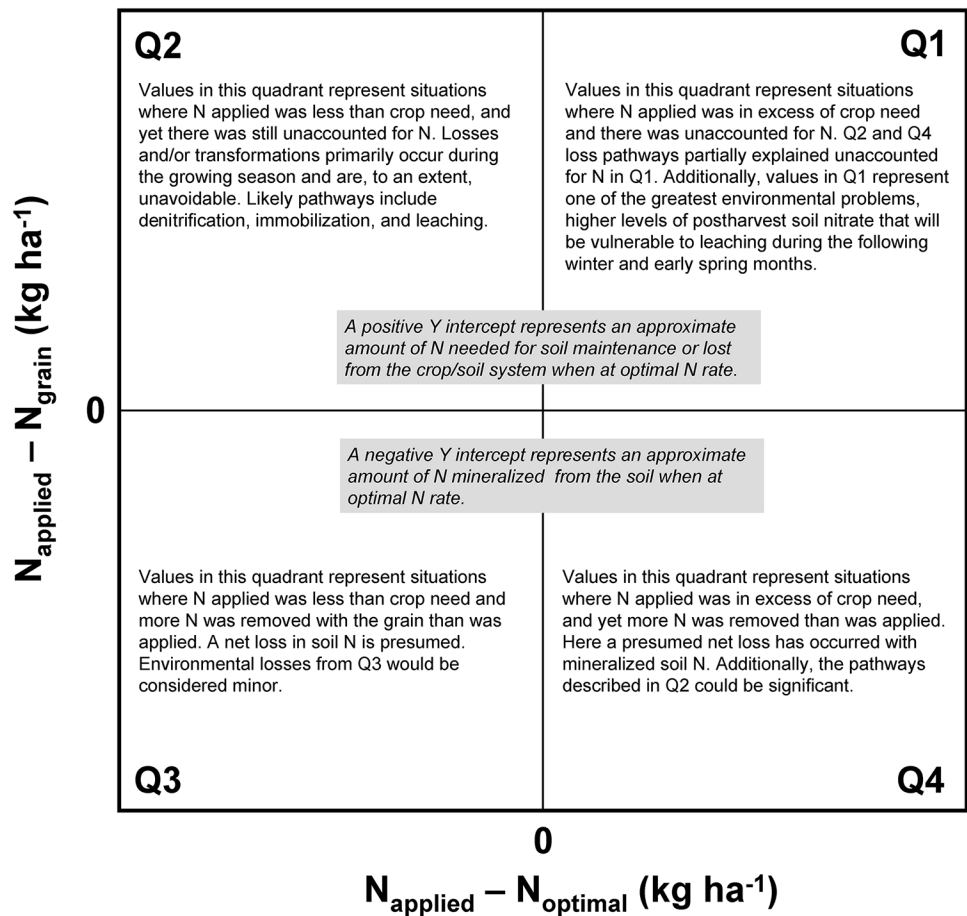 Q2
Values in this quadrant represent situations
where N applied was less than crop need, and
yet there was still unaccounted for N. Losses
and/or transformations primarily occur during
the growing season and are, to an extent,
unavoidable. Likely pathways include
denitrification, immobilization, and leaching.
Q1
Values in this quadrant represent situations
where N applied was in excess of crop need
and there was unaccounted for N. Q2 and Q4
loss pathways partially explained unaccounted
for N in Q1. Additionally, values in Q1 represent
one of the greatest environmental problems,
higher levels of postharvest soil nitrate that will
be vulnerable to leaching during the following
winter and early spring months.
A positive Y intercept represents an approximate
amount of N needed for soil maintenance or lost
from the crop/soil system when at optimal N rate.
0
A negative Y intercept represents an approximate
amount of N mineralized from the soil when at
optimal N rate.
Values in this quadrant represent situations
where N applied was less than crop need and
more N was removed with the grain than was
applied. A net loss in soil N is presumed.
Environmental losses from Q3 would be
considered minor.
Q3
Values in this quadrant represent situations
where N applied was in excess of crop need,
and yet more N was removed than was applied.
Here a presumed net loss has occurred with
mineralized soil N. Additionally, the pathways
described in Q2 could be significant.
Q4
N applied – N grain (kg ha-1)
0
N applied – N optimal (kg ha-1)